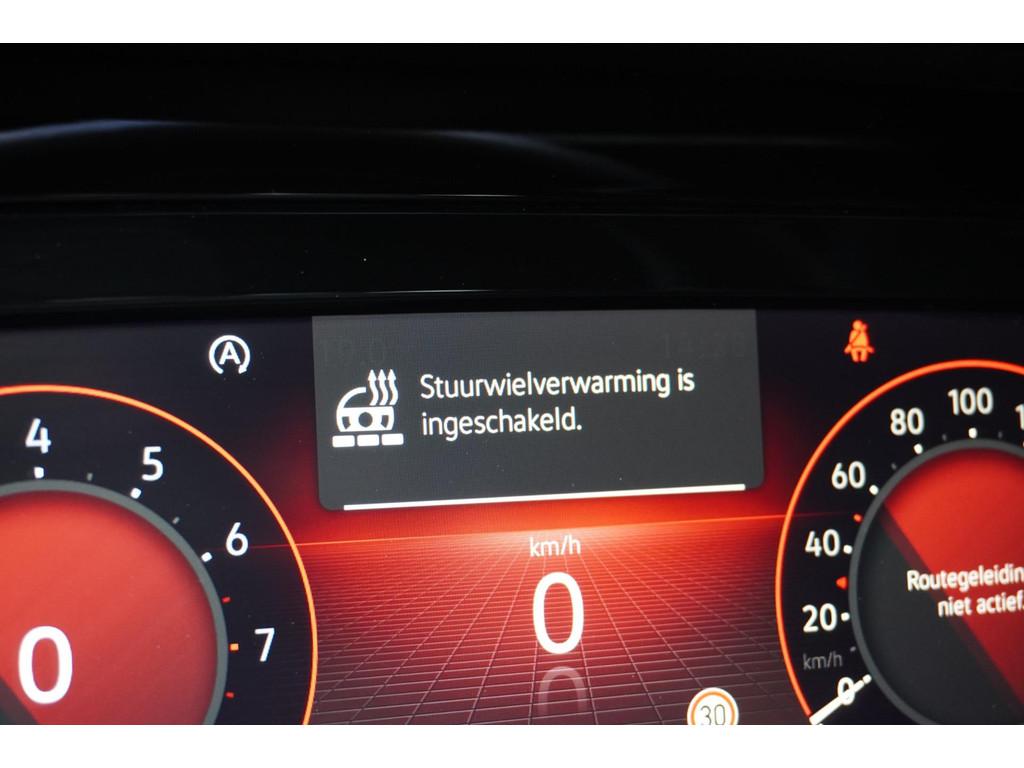 A
Stuurwielverwarming is
ingeschakeld.
4
5
6
7
0
km/h
0
30
100
80
60
40
20
km/h
0
Routegeleidin
niet actief.